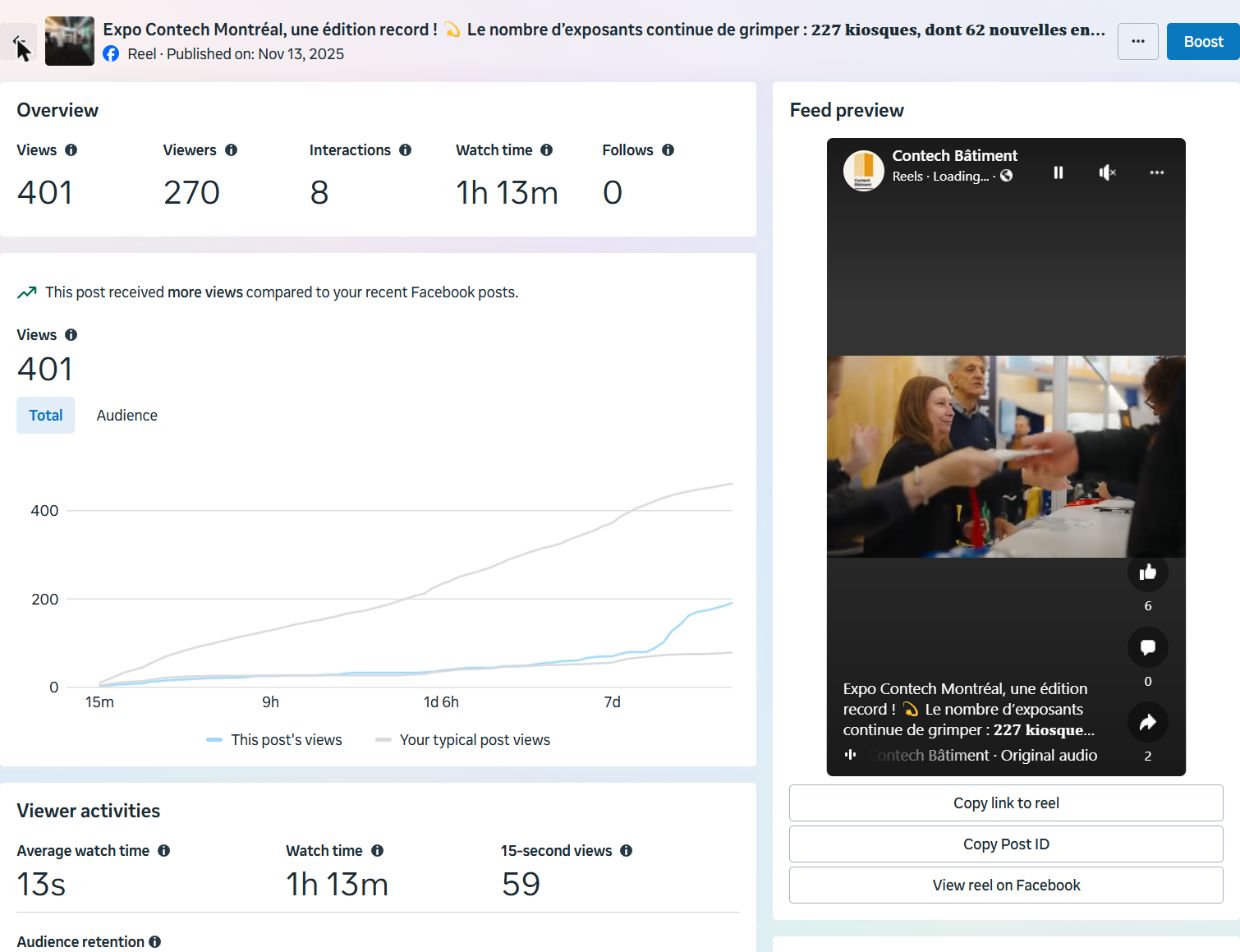 Expo Contech Montréal, une édition record ! 💫 Le nombre d'exposants continue de grimper : 227 kiosques, dont 62 nouvelles en...
Reel · Published on: Nov 13, 2025
Boost
Overview
Views
Viewers
Interactions
Watch time
Follows
401
270
8
1h 13m
0
This post received more views compared to your recent Facebook posts.
Views
401
Total
Audience
400
200
0
15m
9h
1d 6h
7d
This post's views
Your typical post views
Viewer activities
Average watch time
Watch time
15-second views
13s
1h 13m
59
Audience retention
Feed preview
Contech Bâtiment
Contech Bâtiment
Reels · Loading... ·
6
0
2
Expo Contech Montréal, une édition
record ! 💫 Le nombre d'exposants
continue de grimper : 227 kiosque...
Contech Bâtiment · Original audio
Copy link to reel
Copy Post ID
View reel on Facebook